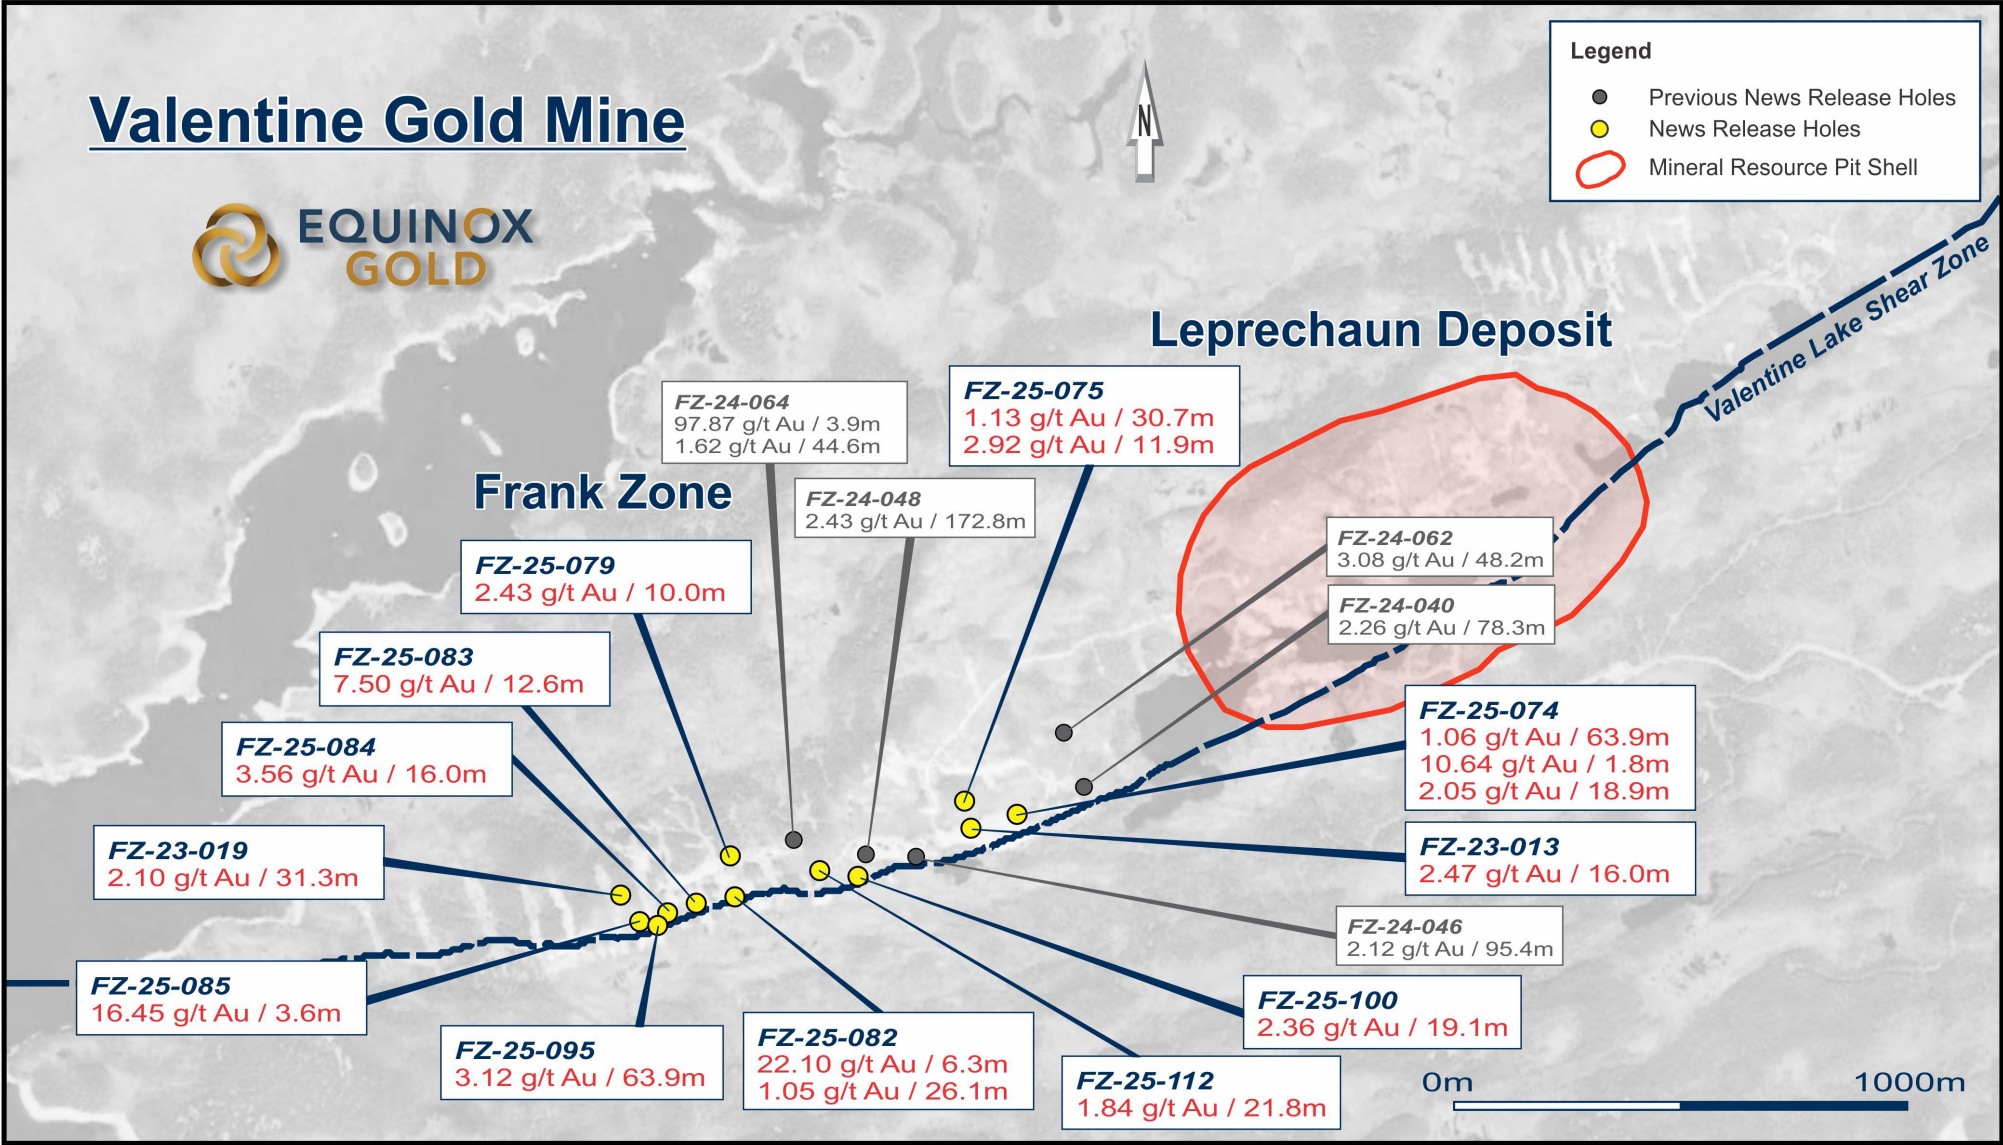 Valentine Gold Mine
EQUINOX
GOLD
N
Legend
Previous News Release Holes
News Release Holes
Mineral Resource Pit Shell
Valentine Lake Shear Zone
Leprechaun Deposit
Frank Zone
FZ-24-064
97.87 g/t Au / 3.9m
1.62 g/t Au / 44.6m
FZ-25-075
1.13 g/t Au / 30.7m
2.92 g/t Au / 11.9m
FZ-24-048
2.43 g/t Au / 172.8m
FZ-24-062
3.08 g/t Au / 48.2m
FZ-25-079
2.43 g/t Au / 10.0m
FZ-24-040
2.26 g/t Au / 78.3m
FZ-25-083
7.50 g/t Au / 12.6m
FZ-25-074
1.06 g/t Au / 63.9m
10.64 g/t Au / 1.8m
2.05 g/t Au / 18.9m
FZ-25-084
3.56 g/t Au / 16.0m
FZ-23-019
2.10 g/t Au / 31.3m
FZ-23-013
2.47 g/t Au / 16.0m
FZ-24-046
2.12 g/t Au / 95.4m
FZ-25-085
16.45 g/t Au / 3.6m
FZ-25-100
2.36 g/t Au / 19.1m
FZ-25-095
3.12 g/t Au / 63.9m
FZ-25-082
22.10 g/t Au / 6.3m
1.05 g/t Au / 26.1m
FZ-25-112
1.84 g/t Au / 21.8m
0m
1000m